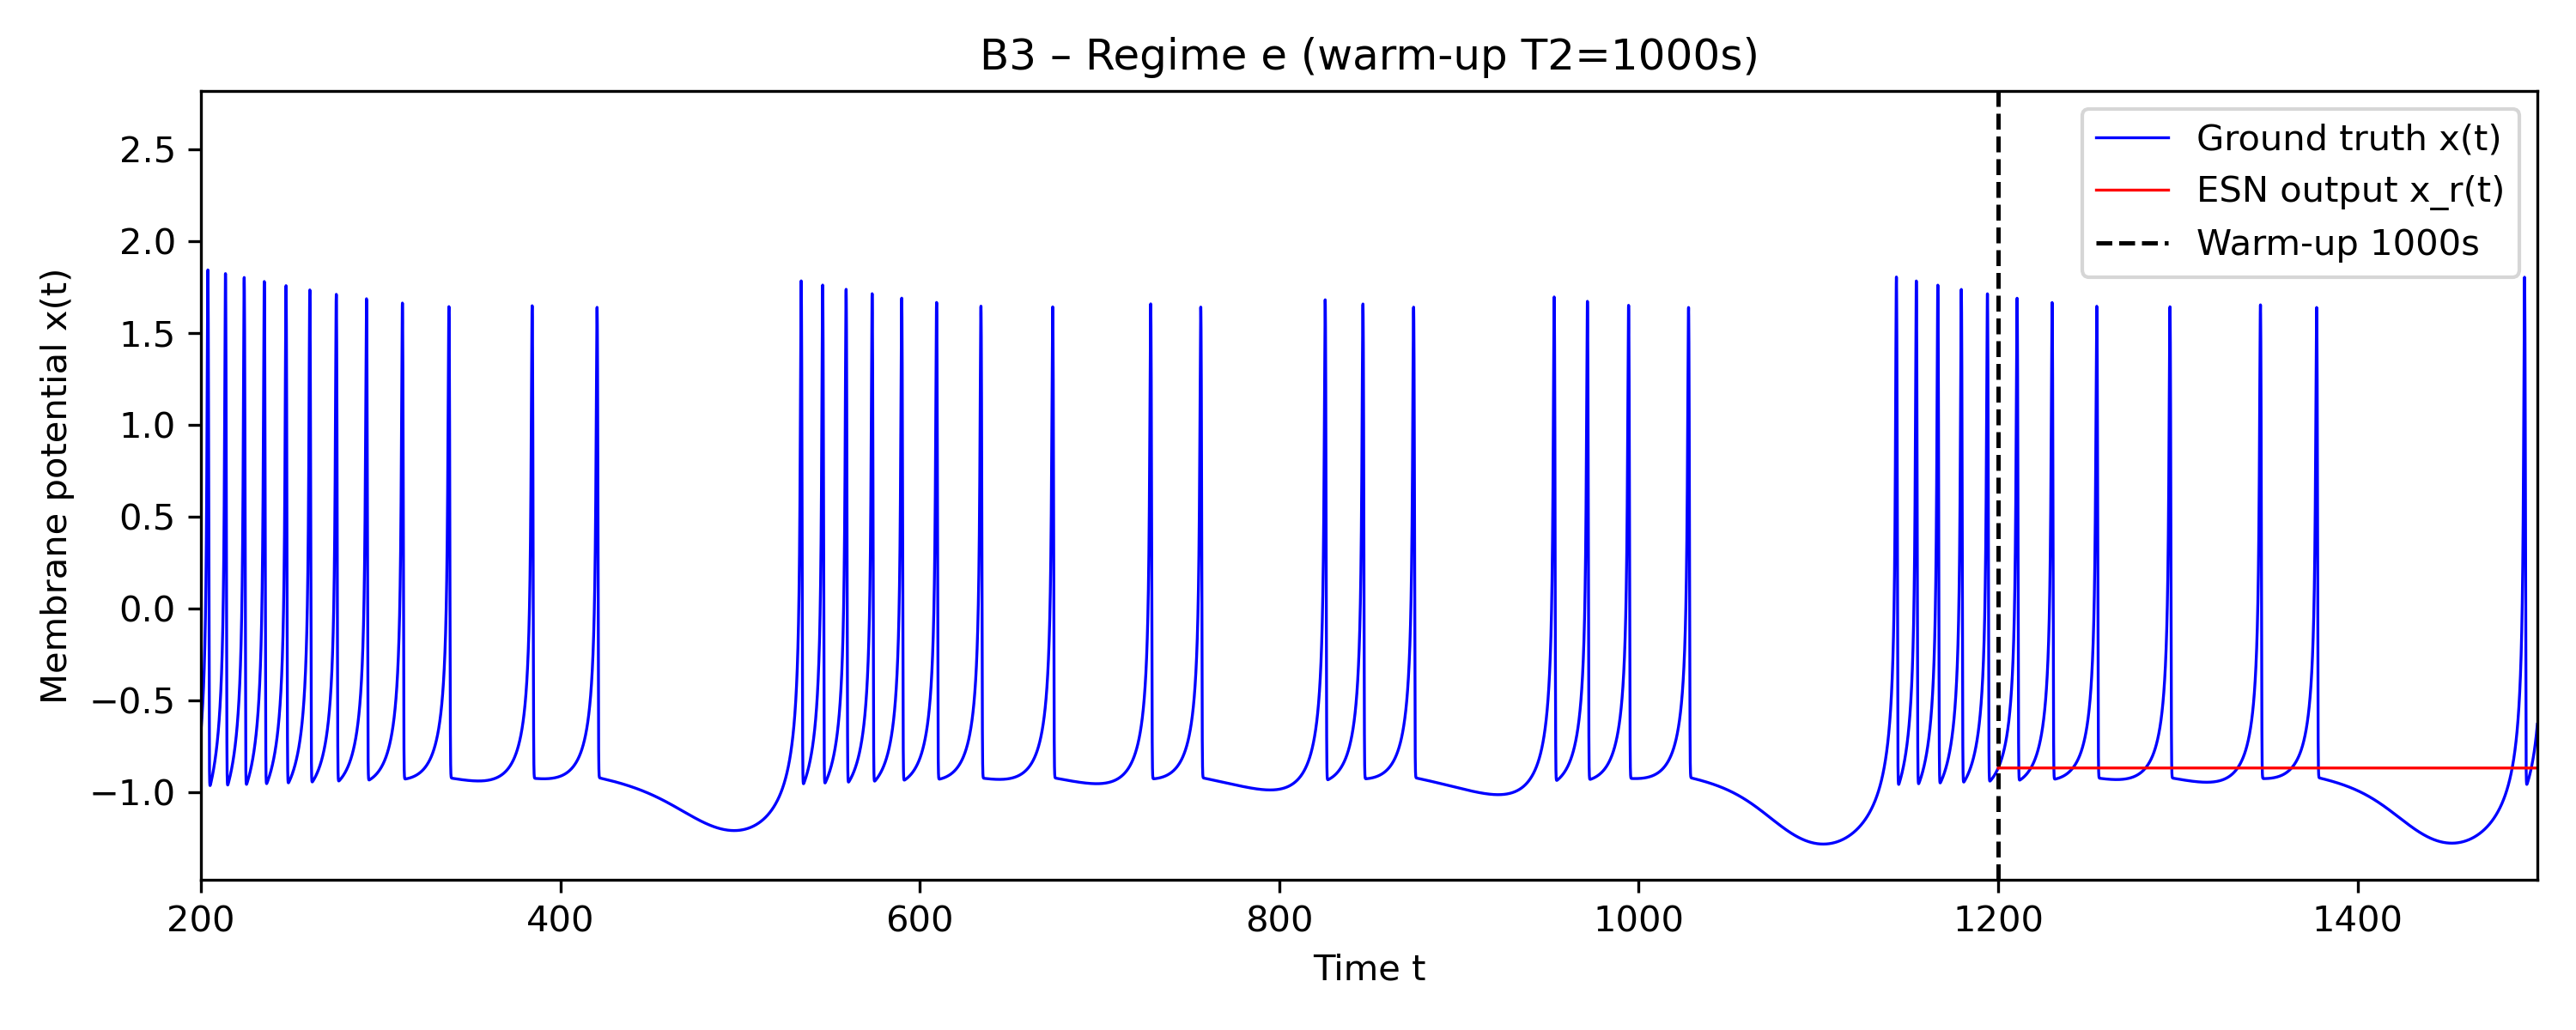 B3 – Regime e (warm-up T2=1000s)
Membrane potential x(t)
2.5
2.0
1.5
1.0
0.5
0.0
−0.5
−1.0
Ground truth x(t)
ESN output x_r(t)
Warm-up 1000s
200
400
600
800
1000
1200
1400
Time t